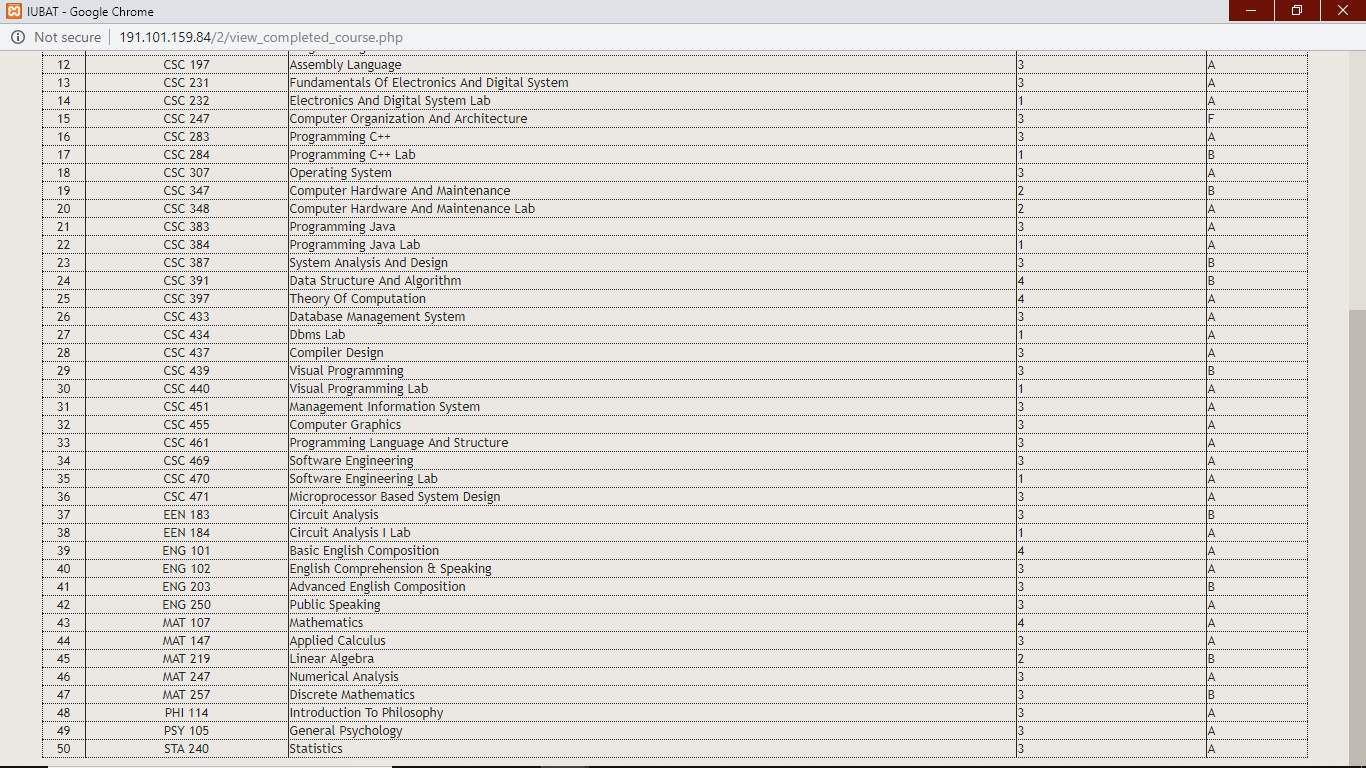 IUBAT - Google Chrome
Not secure | 191.101.159.84/2/view_completed_course.php
12 CSC 197 Assembly Language 3 A
13 CSC 231 Fundamentals Of Electronics And Digital System 3 A
14 CSC 232 Electronics And Digital System Lab 1 A
15 CSC 247 Computer Organization And Architecture 3 F
16 CSC 283 Programming C++ 3 A
17 CSC 284 Programming C++ Lab 1 B
18 CSC 307 Operating System 3 A
19 CSC 347 Computer Hardware And Maintenance 2 B
20 CSC 348 Computer Hardware And Maintenance Lab 2 A
21 CSC 383 Programming Java 3 A
22 CSC 384 Programming Java Lab 1 A
23 CSC 387 System Analysis And Design 3 B
24 CSC 391 Data Structure And Algorithm 4 B
25 CSC 397 Theory Of Computation 4 A
26 CSC 433 Database Management System 3 A
27 CSC 434 Dbms Lab 1 A
28 CSC 437 Compiler Design 3 A
29 CSC 439 Visual Programming 3 B
30 CSC 440 Visual Programming Lab 1 A
31 CSC 451 Management Information System 3 A
32 CSC 455 Computer Graphics 3 A
33 CSC 461 Programming Language And Structure 3 A
34 CSC 469 Software Engineering 3 A
35 CSC 470 Software Engineering Lab 1 A
36 CSC 471 Microprocessor Based System Design 3 A
37 EEN 183 Circuit Analysis 3 B
38 EEN 184 Circuit Analysis I Lab 1 A
39 ENG 101 Basic English Composition 4 A
40 ENG 102 English Comprehension & Speaking 3 A
41 ENG 203 Advanced English Composition 3 B
42 ENG 250 Public Speaking 3 A
43 MAT 107 Mathematics 4 A
44 MAT 147 Applied Calculus 3 A
45 MAT 219 Linear Algebra 2 B
46 MAT 247 Numerical Analysis 3 A
47 MAT 257 Discrete Mathematics 3 B
48 PHI 114 Introduction To Philosophy 3 A
49 PSY 105 General Psychology 3 A
50 STA 240 Statistics 3 A